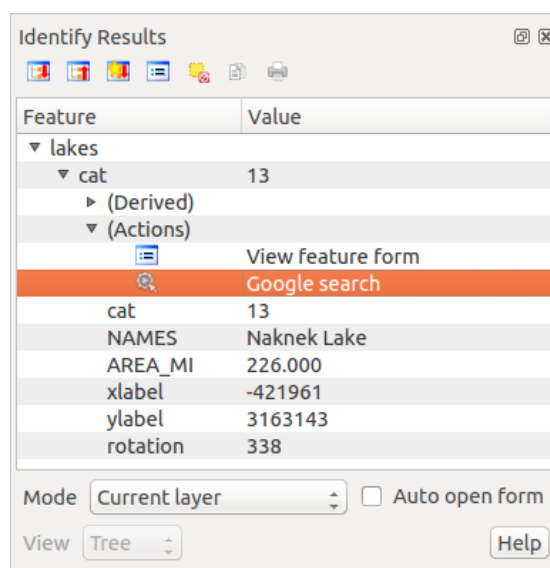 Identify Results
Feature Value
lakes
cat 13
(Derived)
(Actions)
View feature form
Google search
cat 13
NAMES Naknek Lake
AREA_MI 226.000
xlabel -421961
ylabel 3163143
rotation 338
Mode Current layer Auto open form
View Tree Help